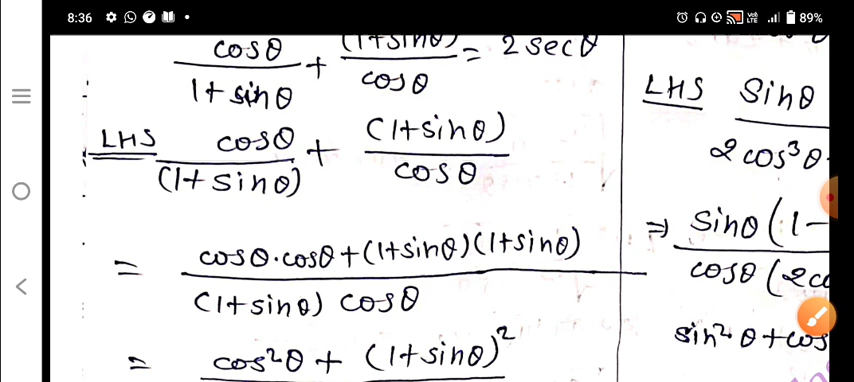 8:36 89%
cosθ/1+sinθ + (1+sinθ)/cosθ = 2secθ
LHS cosθ/(1+sinθ) + (1+sinθ)/cosθ
= cosθ.cosθ+(1+sinθ)(1+sinθ)/(1+sinθ) cosθ
= cos²θ + (1+sinθ)²
LHS Sinθ
2cos³θ
⇒ Sinθ(1-
cosθ(2c
sin²θ+cos